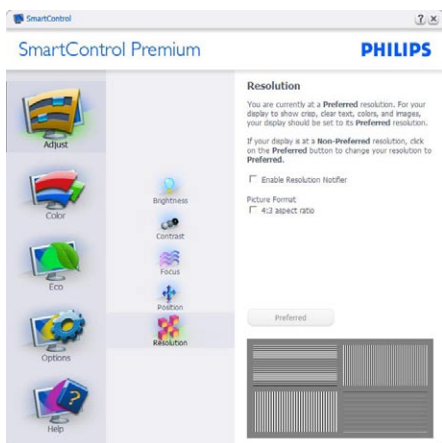 SmartControl
SmartControl Premium
PHILIPS
Adjust
Color
Eco
Options
Help
Brightness
Contrast
Focus
Position
Resolution
Resolution
You are currently at a Preferred resolution. For your
display to show crisp, clear text, colors, and images,
your display should be set to its Preferred resolution.
If your display is at a Non-Preferred resolution, click
on the Preferred button to change your resolution to
Preferred.
Enable Resolution Notifier
Picture Format
4:3 aspect ratio
Preferred